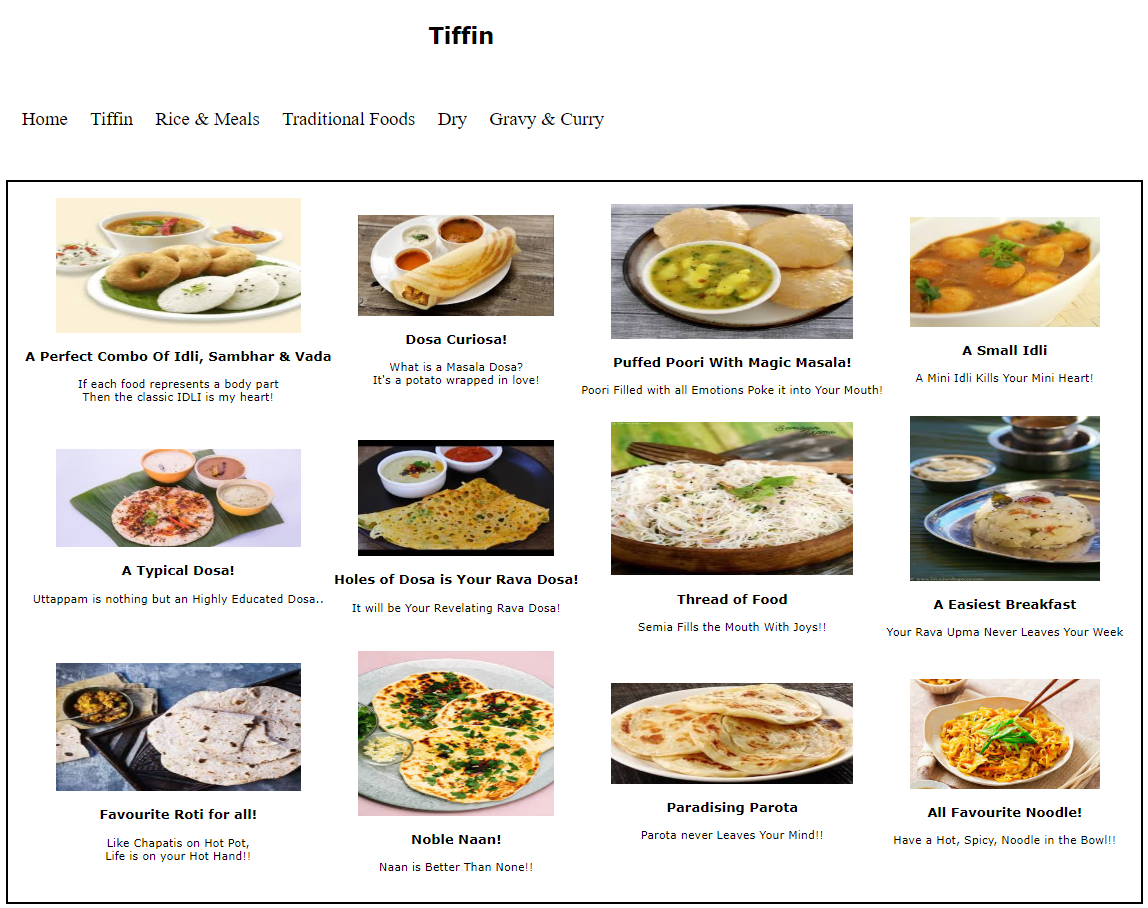 Tiffin
Home Tiffin Rice & Meals Traditional Foods Dry Gravy & Curry
A Perfect Combo Of Idli, Sambhar & Vada
If each food represents a body part
Then the classic IDLI is my heart!
Dosa Curiosa!
What is a Masala Dosa?
It's a potato wrapped in love!
Puffed Poori With Magic Masala!
Poori Filled with all Emotions Poke it into Your Mouth!
A Small Idli
A Mini Idli Kills Your Mini Heart!
A Typical Dosa!
Uttappam is nothing but an Highly Educated Dosa..
Holes of Dosa is Your Rava Dosa!
It will be Your Revelating Rava Dosa!
Thread of Food
Semia Fills the Mouth With Joys!!
A Easiest Breakfast
Your Rava Upma Never Leaves Your Week
Favourite Roti for all!
Like Chapatis on Hot Pot,
Life is on your Hot Hand!!
Noble Naan!
Naan is Better Than None!!
Paradising Parota
Parota never Leaves Your Mind!!
All Favourite Noodle!
Have a Hot, Spicy, Noodle in the Bowl!!